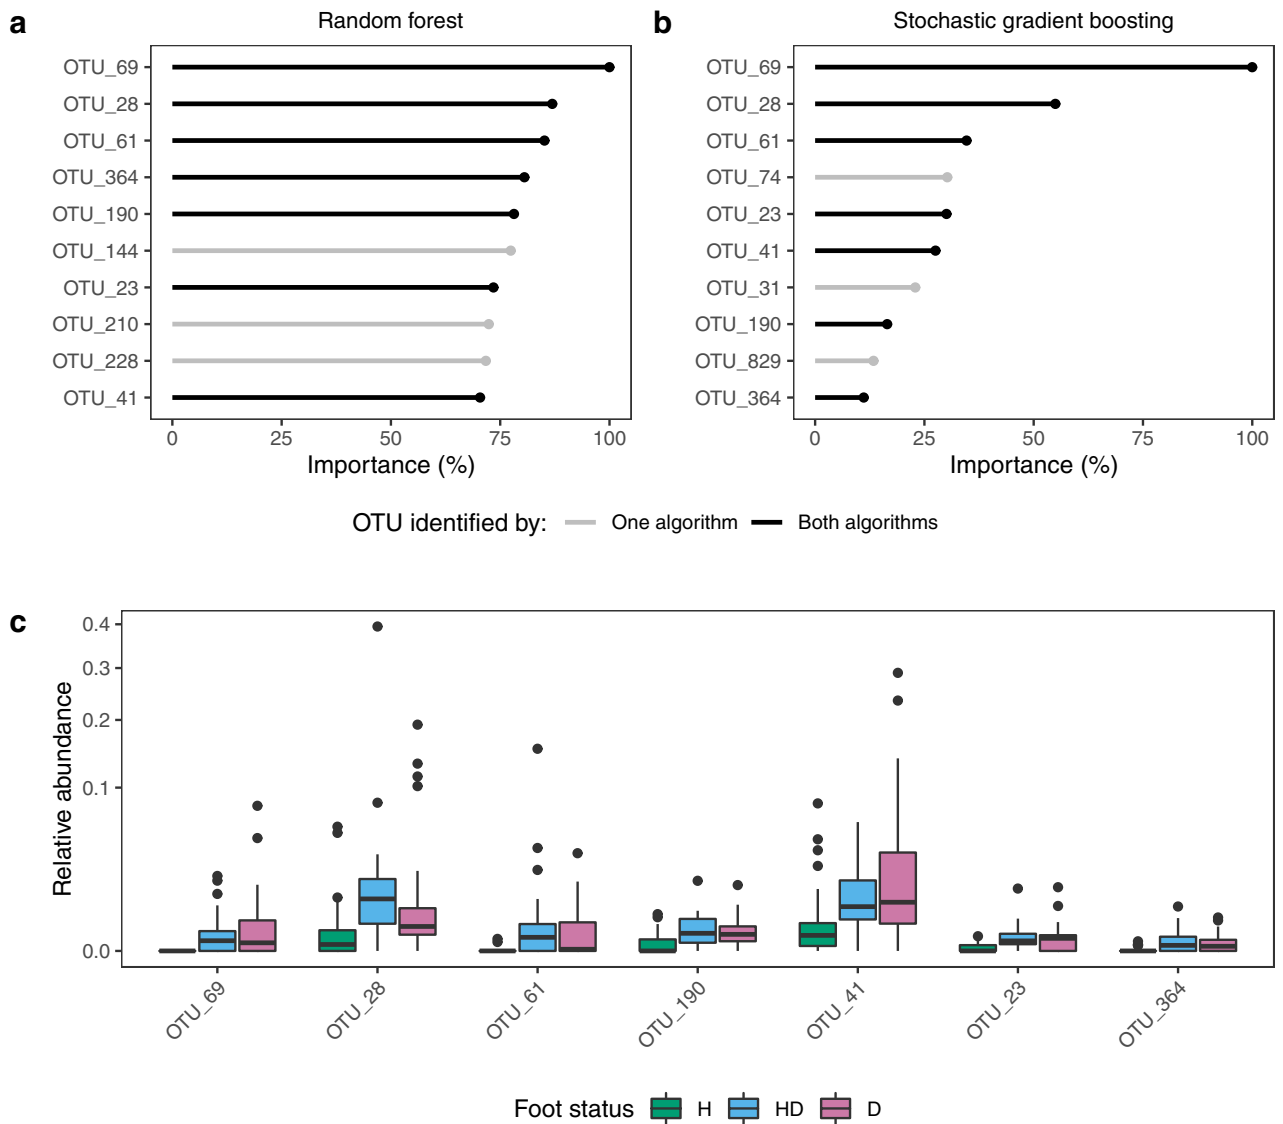 a
Random forest
OTU_69
OTU_28
OTU_61
OTU_364
OTU_190
OTU_144
OTU_23
OTU_210
OTU_228
OTU_41
0 25 50 75 100
Importance (%)
b
Stochastic gradient boosting
OTU_69
OTU_28
OTU_61
OTU_74
OTU_23
OTU_41
OTU_31
OTU_190
OTU_829
OTU_364
0 25 50 75 100
Importance (%)
OTU identified by: One algorithm Both algorithms
c
Relative abundance
0.4
0.3
0.2
0.1
0.0
OTU_69 OTU_28 OTU_61 OTU_190 OTU_41 OTU_23 OTU_364
Foot status H HD D